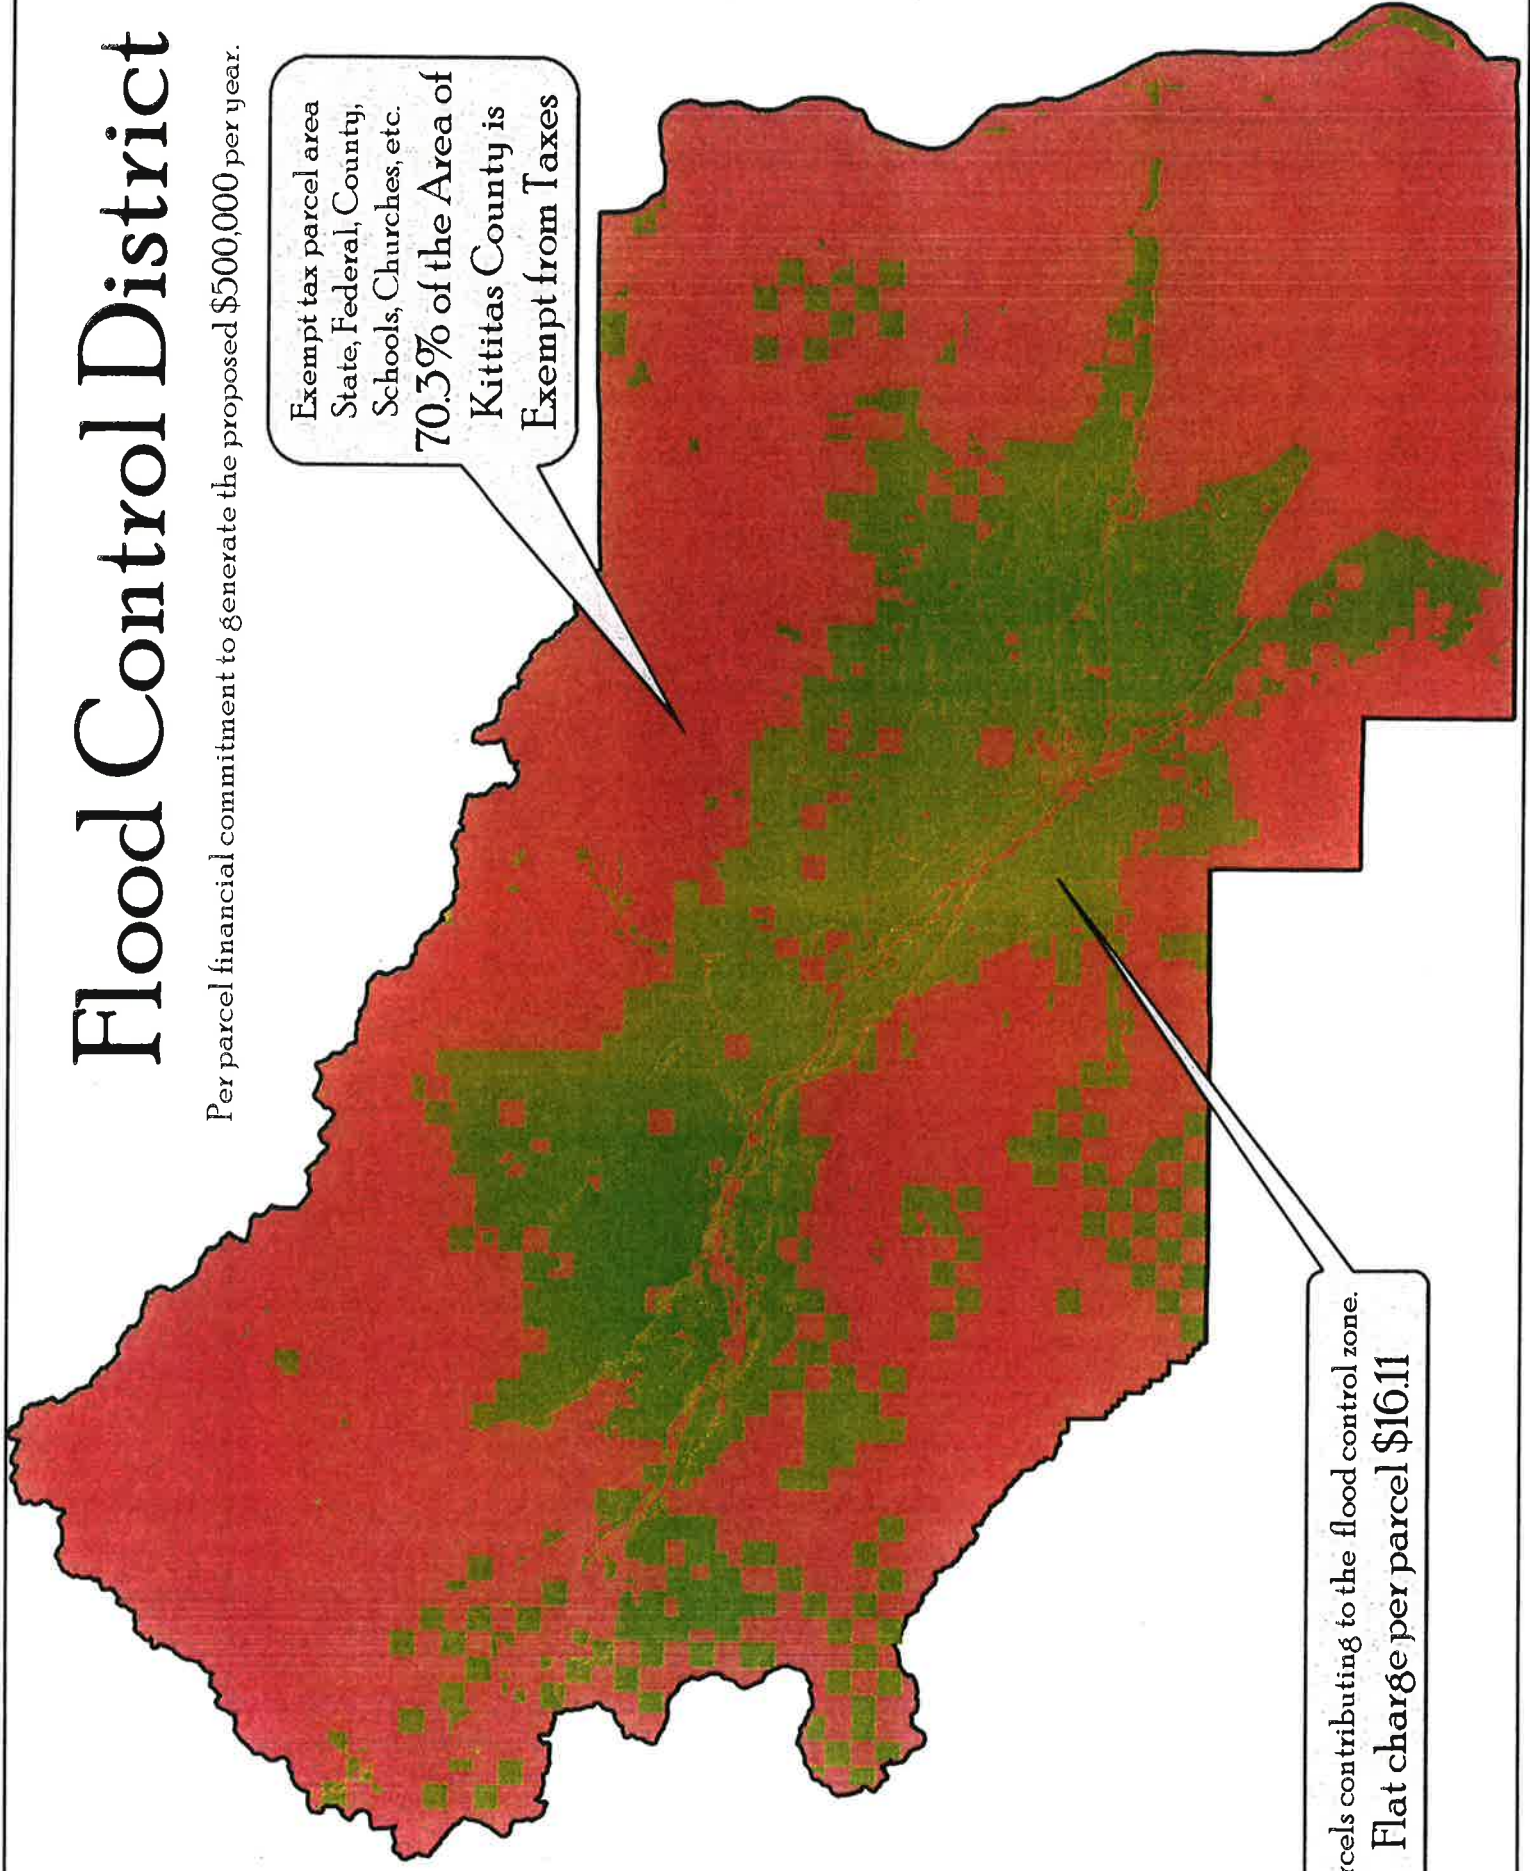 Flood Control District
Per parcel financial commitment to generate the proposed $500,000 per year.
Exempt tax parcel area
State, Federal, County,
Schools, Churches, etc.
70.3% of the Area of
Kittitas County is
Exempt from Taxes
contributing to the flood control zone.
Flat charge per parcel $16.11